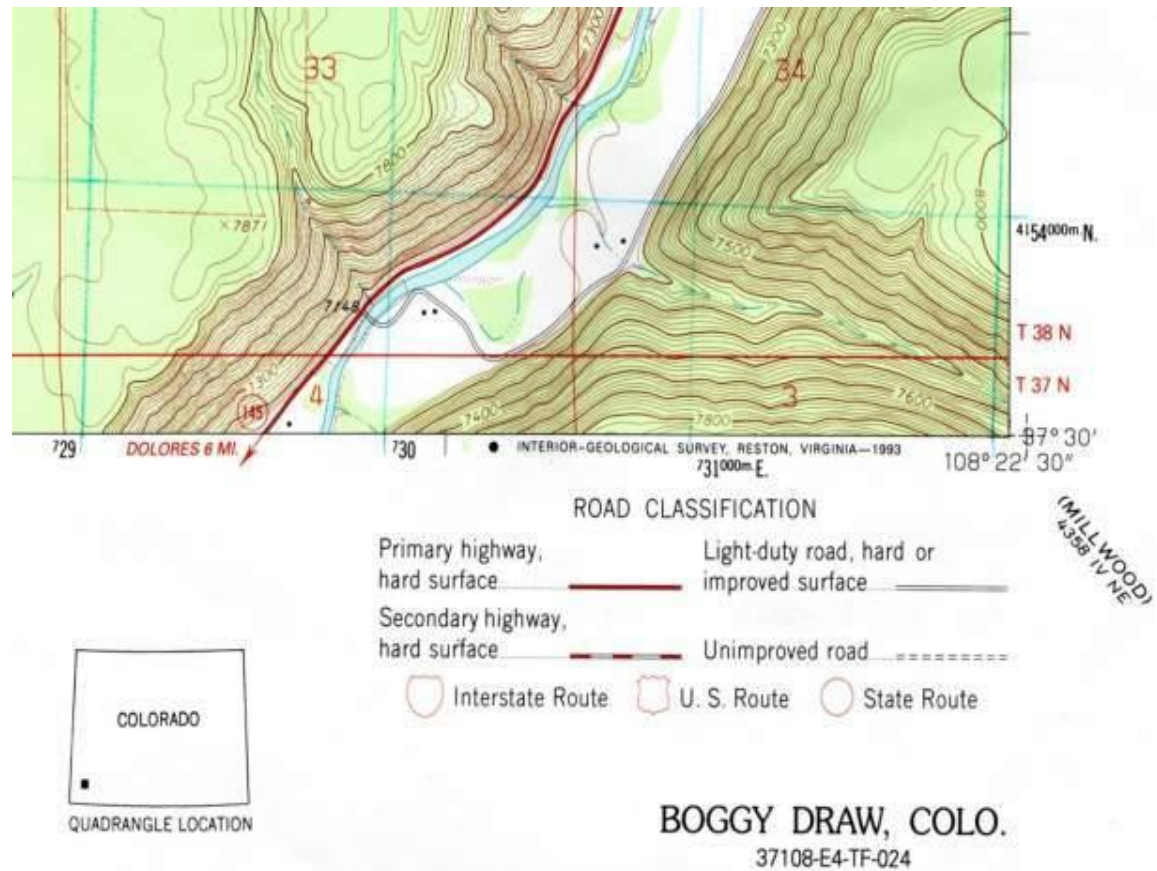 33
7300
7300
34
7800
8000
×7871
7500
4154000m. N.
7148
T 38 N
7300
4
3
T 37 N
7600
145
7400
7800
729
DOLORES 6 MI.
730
INTERIOR–GEOLOGICAL SURVEY, RESTON, VIRGINIA—1993
731000m. E.
37° 30′
108° 22′ 30″
ROAD CLASSIFICATION
(MILLWOOD)
4358 IV NE
Primary highway,
hard surface
Light-duty road, hard or
improved surface
Secondary highway,
hard surface
Unimproved road
Interstate Route
U. S. Route
State Route
COLORADO
QUADRANGLE LOCATION
BOGGY DRAW, COLO.
37108-E4-TF-024